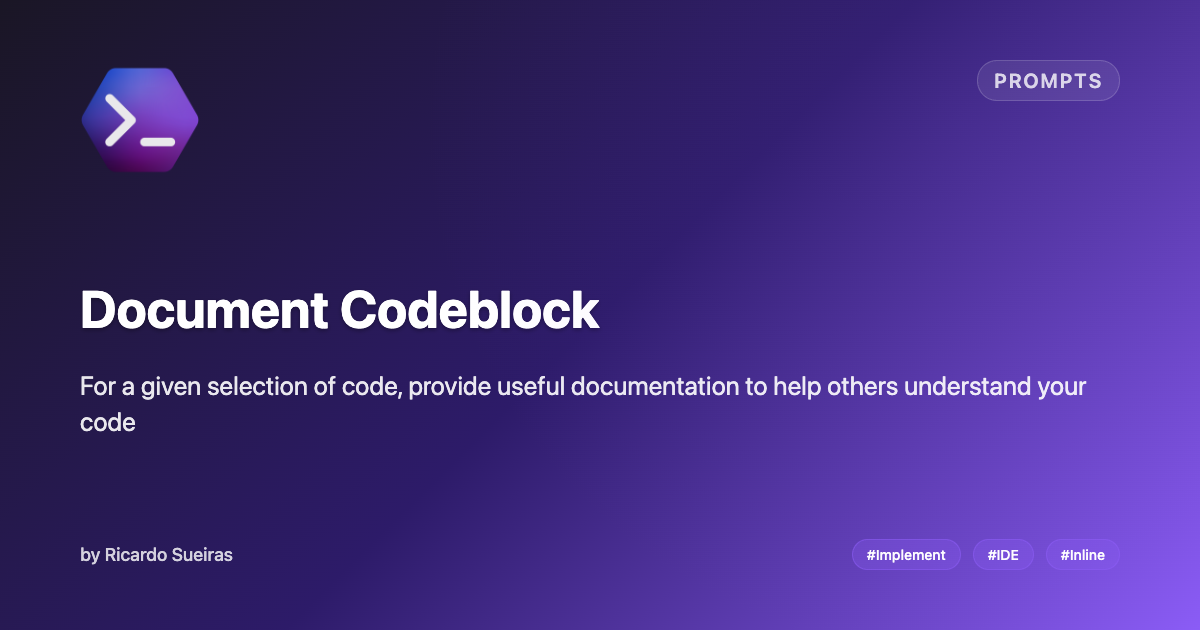 PROMPTS
Document Codeblock
For a given selection of code, provide useful documentation to help others understand your
code
by Ricardo Sueiras
#Implement #IDE #Inline